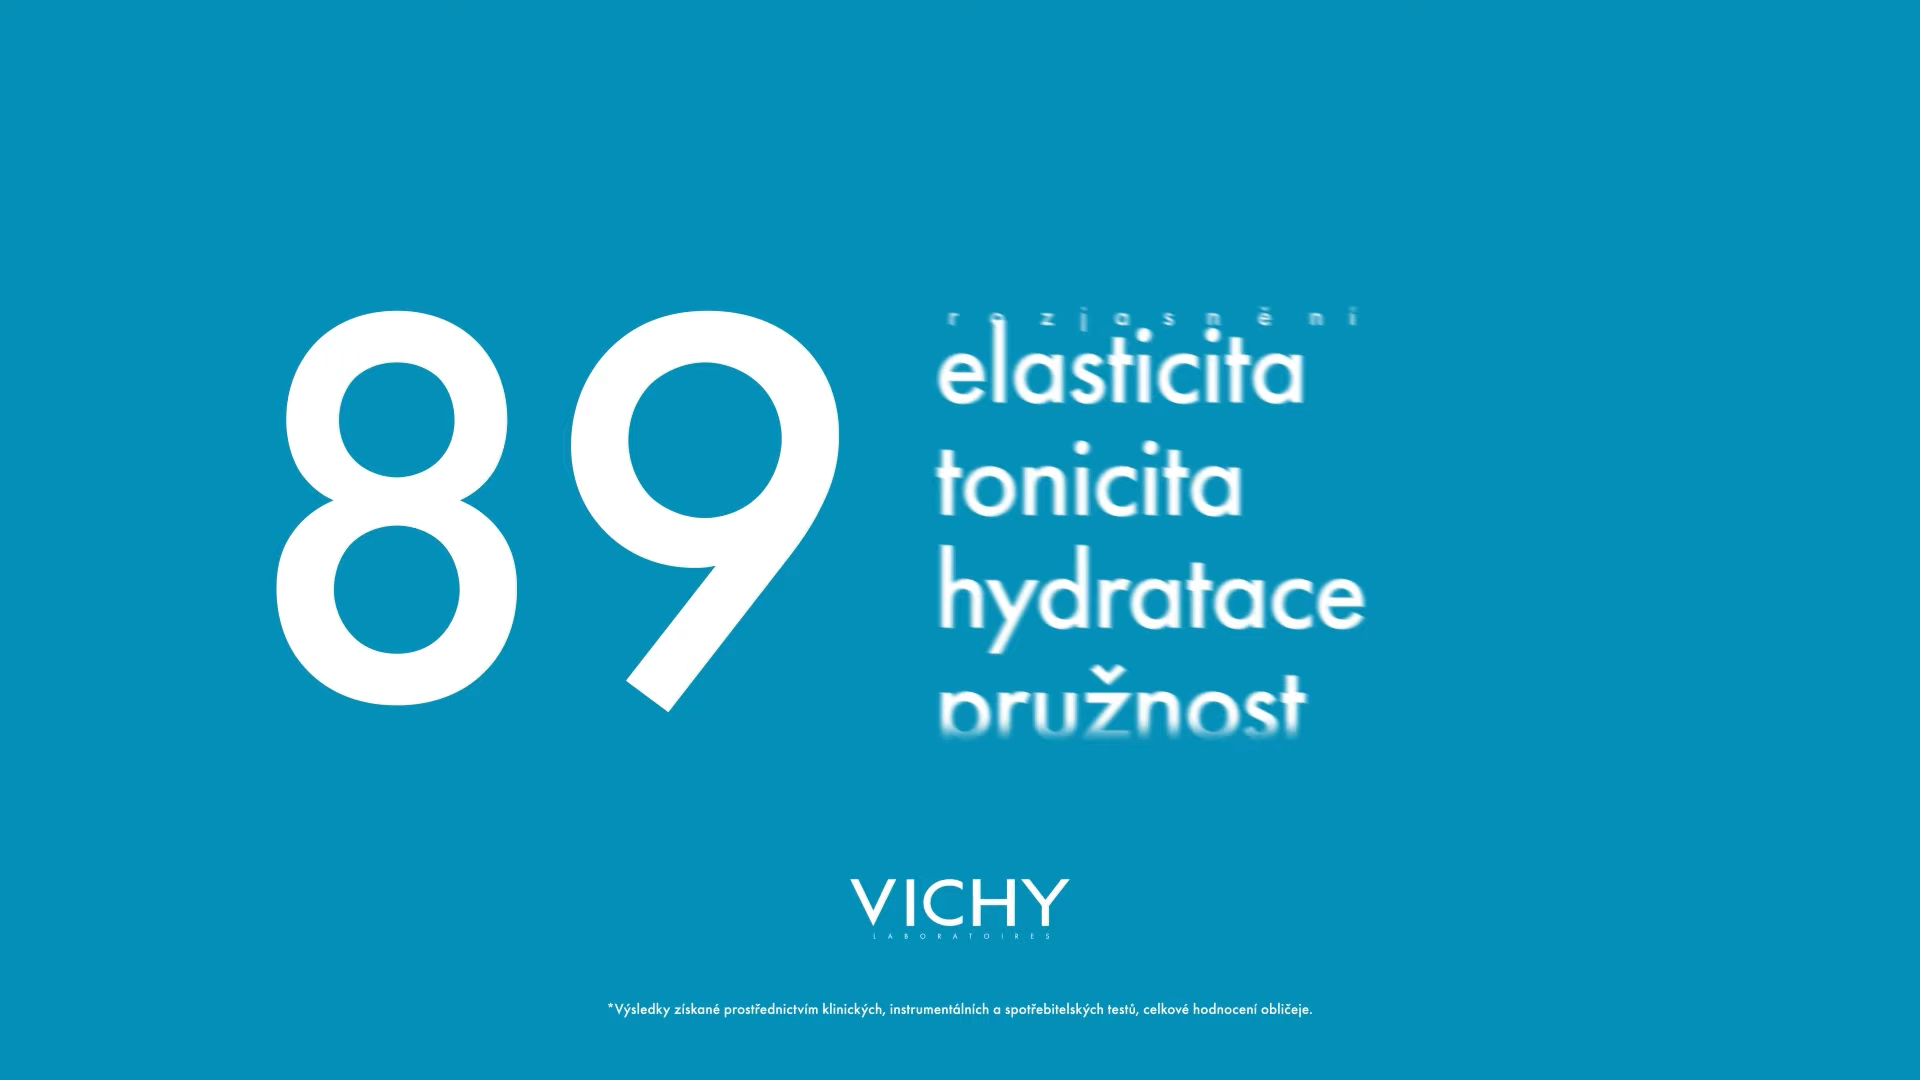 89
rozjasnění
elasticita
tonicita
hydratace
pružnost
VICHY
LABORATOIRES
*Výsledky získané prostřednictvím klinických, instrumentálních a spotřebitelských testů, celkové hodnocení obličeje.